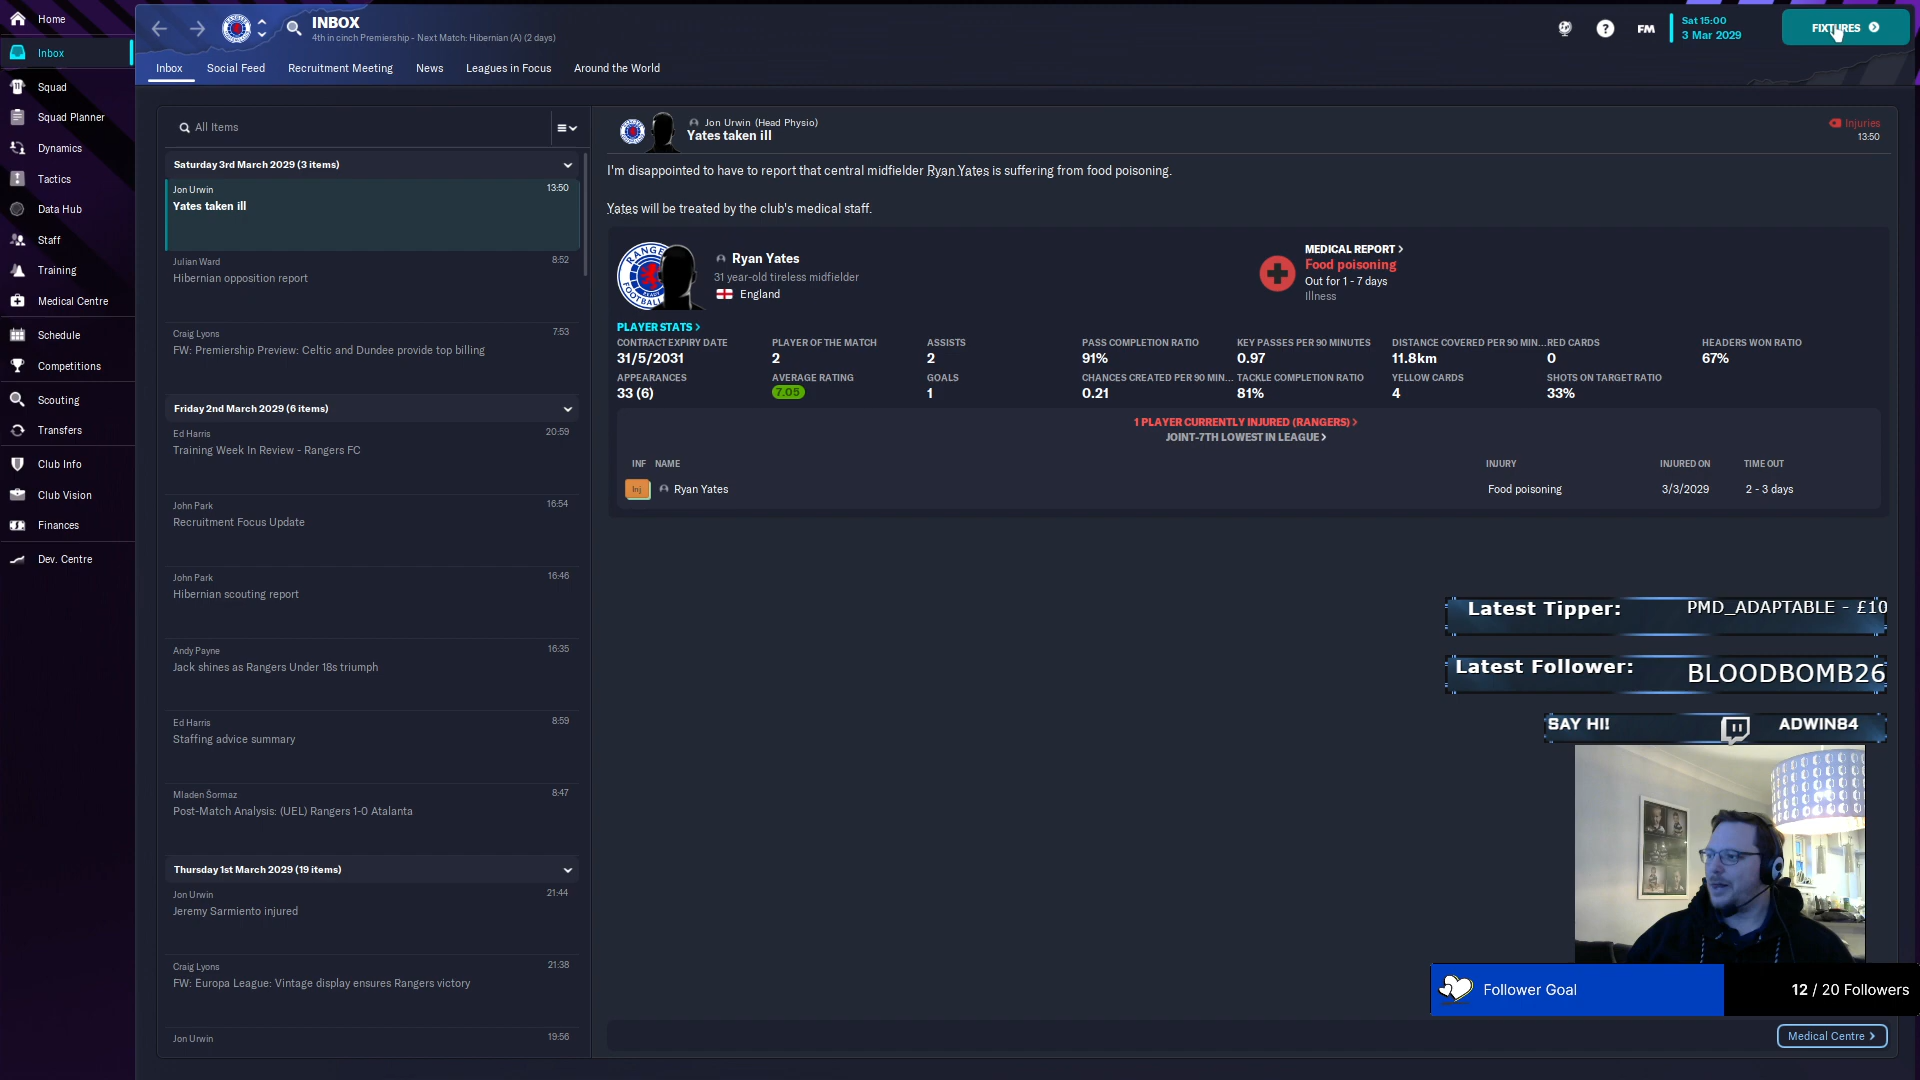 Home
Inbox
Squad
Squad Planner
Dynamics
Tactics
Data Hub
Staff
Training
Medical Centre
Schedule
Competitions
Scouting
Transfers
Club Info
Club Vision
Finances
Dev. Centre
INBOX
4th in cinch Premiership - Next Match: Hibernian (A) (2 days)
FM
Sat 15:00
3 Mar 2029
FIXTURES
Inbox
Social Feed
Recruitment Meeting
News
Leagues in Focus
Around the World
All Items
Saturday 3rd March 2029 (3 items)
Jon Urwin 13:50
Yates taken ill
Julian Ward 8:52
Hibernian opposition report
Craig Lyons 7:53
FW: Premiership Preview: Celtic and Dundee provide top billing
Friday 2nd March 2029 (6 items)
Ed Harris 20:59
Training Week In Review - Rangers FC
John Park 16:54
Recruitment Focus Update
John Park 16:46
Hibernian scouting report
Andy Payne 16:35
Jack shines as Rangers Under 18s triumph
Ed Harris 8:59
Staffing advice summary
Mladen Šormaz 8:47
Post-Match Analysis: (UEL) Rangers 1-0 Atalanta
Thursday 1st March 2029 (19 items)
Jon Urwin 21:44
Jeremy Sarmiento injured
Craig Lyons 21:38
FW: Europa League: Vintage display ensures Rangers victory
Jon Urwin 19:56
Jon Urwin (Head Physio)
Yates taken ill
Injuries
13:50
I'm disappointed to have to report that central midfielder Ryan Yates is suffering from food poisoning.
Yates will be treated by the club's medical staff.
Ryan Yates
31 year-old tireless midfielder
England
MEDICAL REPORT
Food poisoning
Out for 1 - 7 days
Illness
PLAYER STATS
CONTRACT EXPIRY DATE PLAYER OF THE MATCH ASSISTS PASS COMPLETION RATIO KEY PASSES PER 90 MINUTES DISTANCE COVERED PER 90 MIN... RED CARDS HEADERS WON RATIO
31/5/2031 2 2 91% 0.97 11.8km 0 67%
APPEARANCES AVERAGE RATING GOALS CHANCES CREATED PER 90 MIN... TACKLE COMPLETION RATIO YELLOW CARDS SHOTS ON TARGET RATIO
33 (6) 7.05 1 0.21 81% 4 33%
1 PLAYER CURRENTLY INJURED (RANGERS)
JOINT-7TH LOWEST IN LEAGUE
INF NAME INJURY INJURED ON TIME OUT
Inj Ryan Yates Food poisoning 3/3/2029 2 - 3 days
Latest Tipper: PMD_ADAPTABLE - £10
Latest Follower: BLOODBOMB26
SAY HI! ADWIN84
Follower Goal 12 / 20 Followers
Medical Centre